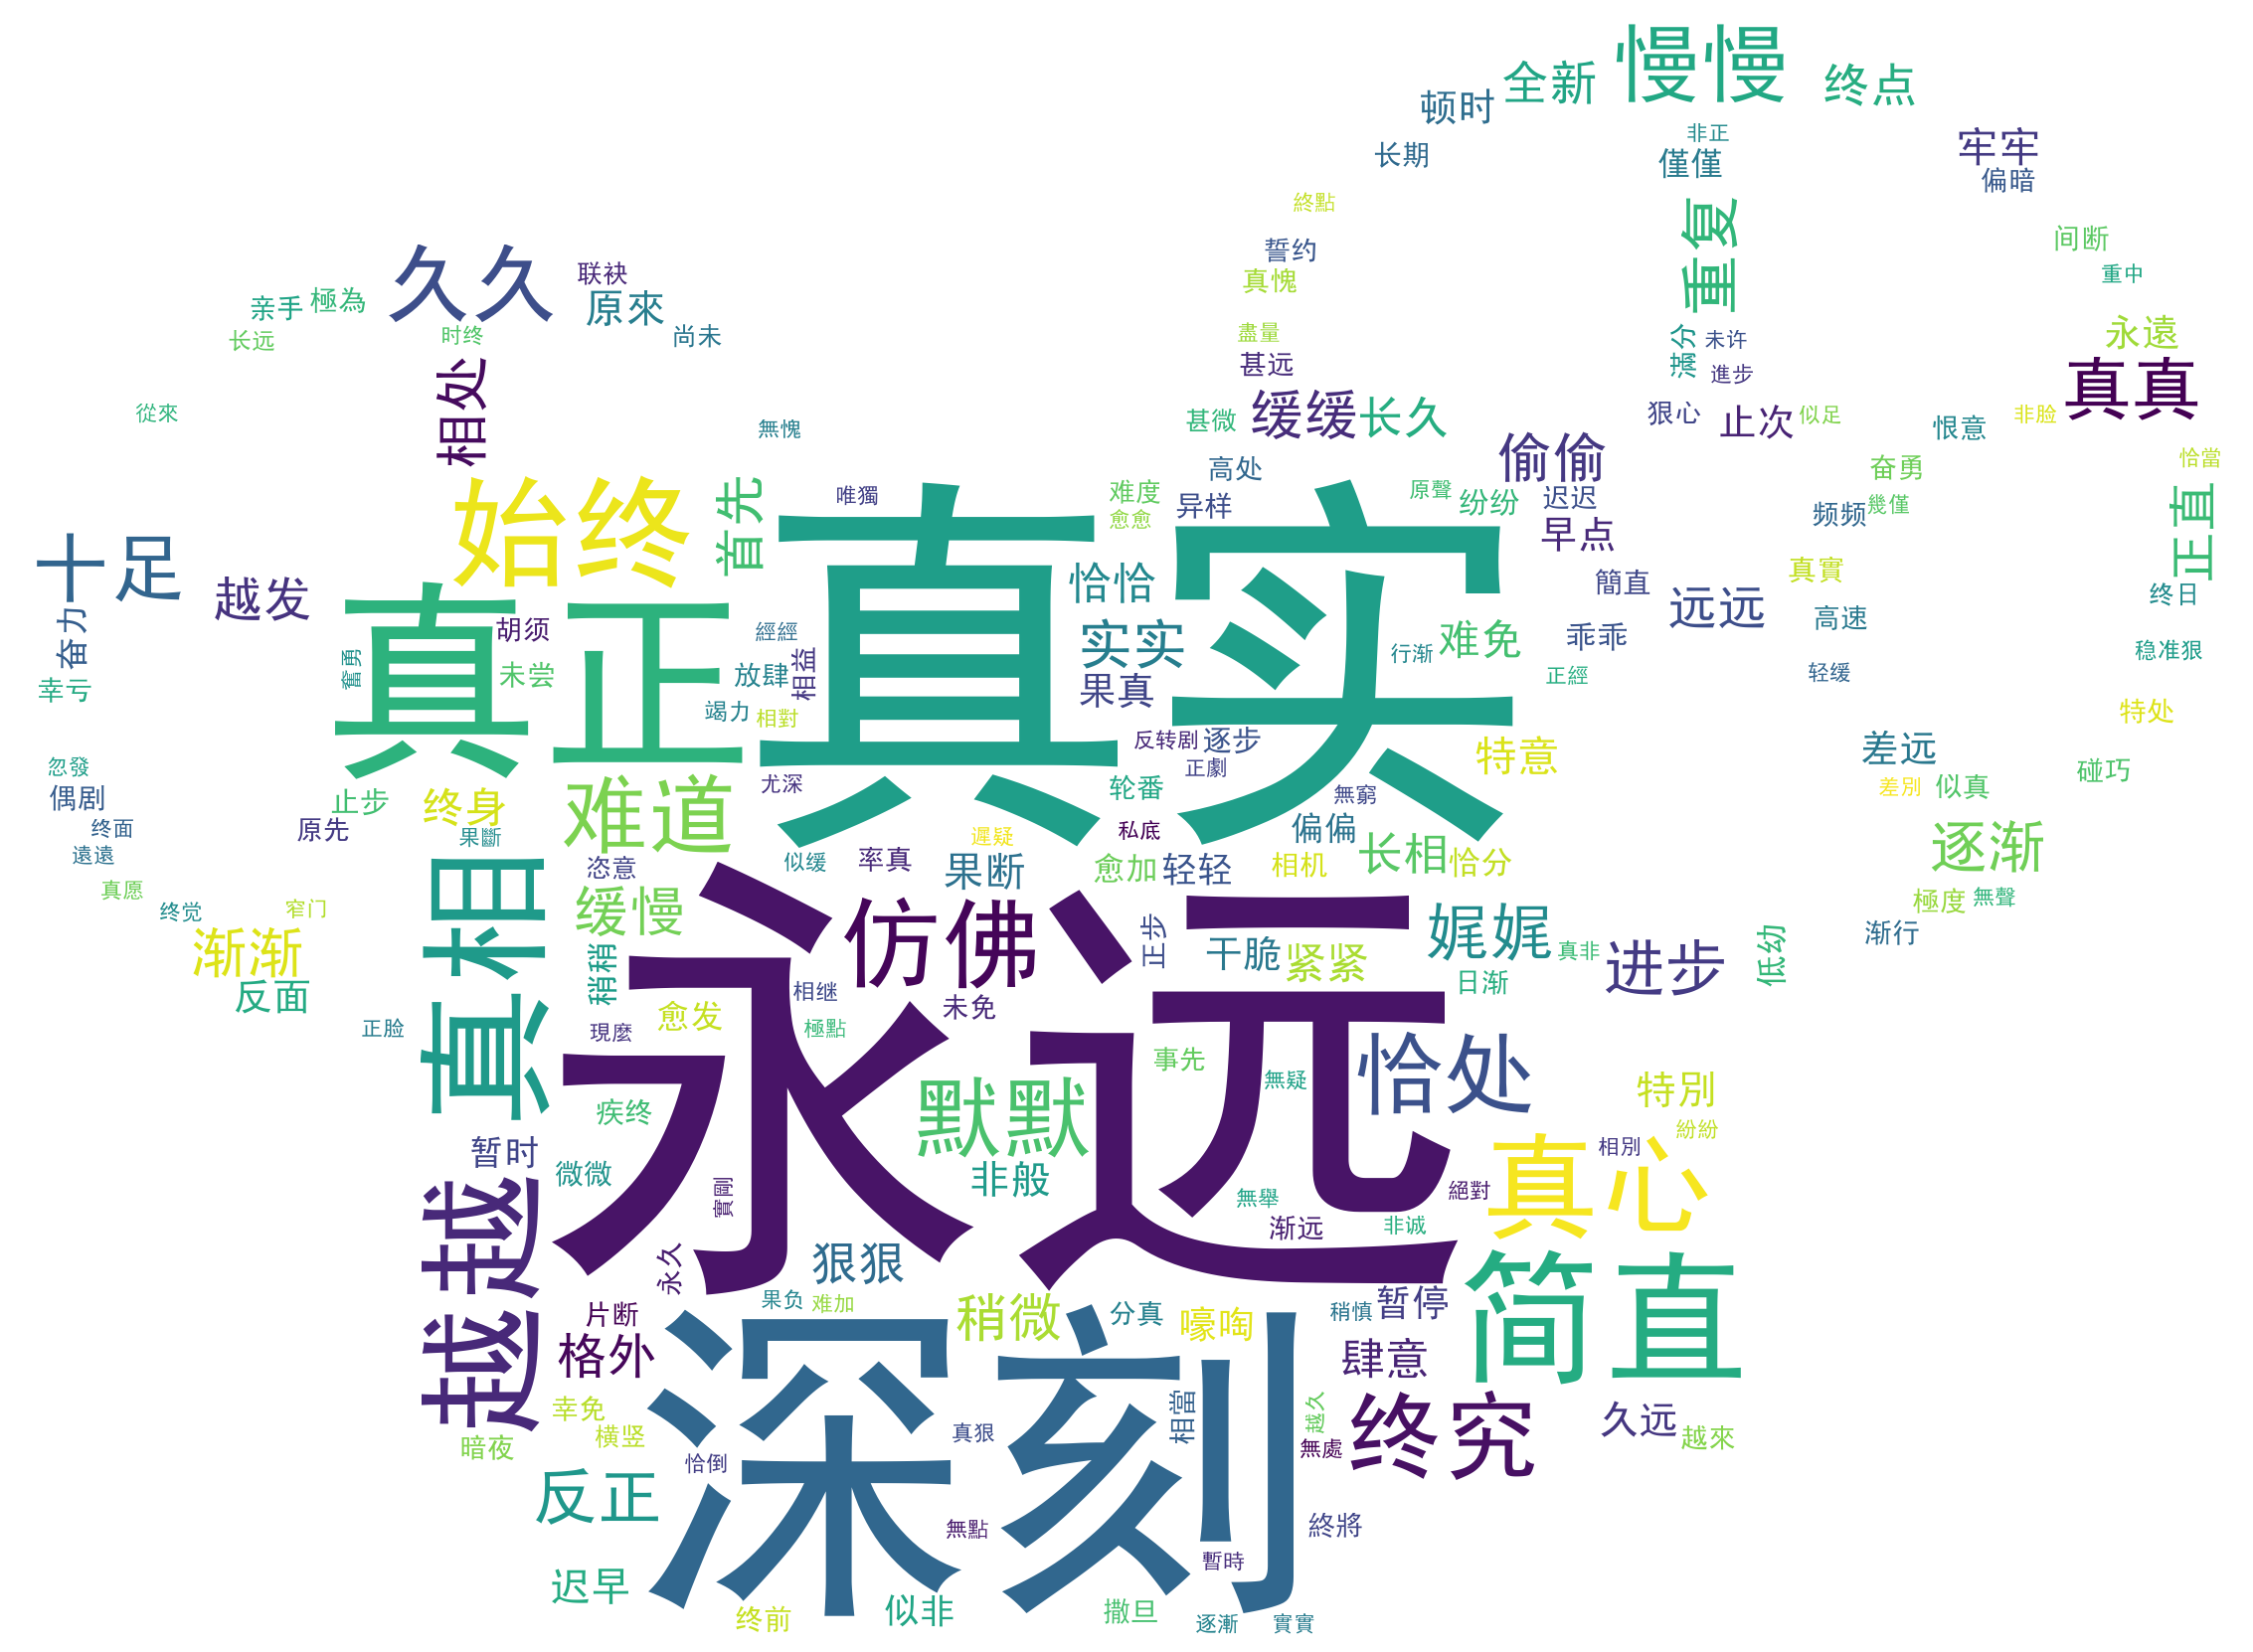 慢慢
全新
终点
顿时
非正
僅僅
牢牢
长期
偏暗
終點
重复
间断
誓约
久久
联袂
真愧
重中
原來
亲手
極為
永遠
尚未
时终
长远
盡量
未许
满分
真真
甚远
進步
相处
缓缓
长久
從來
無愧
甚微
狠心
止次
似足
恨意
非脸
偷偷
高处
奋勇
恰當
始终
首先
唯獨
真实
难度
异样
原聲
纷纷
迟迟
幾僅
愈愈
早点
频频
正直
十足
越发
恰恰
真實
簡直
远远
终日
奋力
胡须
經經
实实
难免
乖乖
高速
稳准狠
真正
奮勇
未尝
放肆
相益
行渐
正經
轻缓
幸亏
果真
竭力
相對
特处
反转剧
逐步
特意
差远
忽發
正劇
碰巧
偶剧
止步
终身
难道
尤深
轮番
無窮
差別
似真
终面
原先
果斷
遲疑
私底
偏偏
逐渐
遠遠
恣意
似缓
率真
果断
愈加
轻轻
相机
长相
恰分
真愿
终觉
窄门
真相
缓慢
仿佛
永远
娓娓
極度
無聲
渐行
渐渐
稍稍
正步
干脆
紧紧
真非
进步
低幼
反面
相继
未免
日渐
正脸
現麼
愈发
極點
事先
恰处
無疑
默默
特別
疾终
真心
紛紛
暂时
相別
微微
非般
實剛
無舉
絕對
越越
渐远
非诚
永久
狠狠
简直
果负
难加
稍微
暂停
片断
分真
嚎啕
稍慎
格外
深刻
肆意
幸免
相當
越久
终究
久远
横竖
真狠
暗夜
恰倒
無處
越來
反正
無點
終將
暫時
迟早
终前
似非
撒旦
逐漸
實實